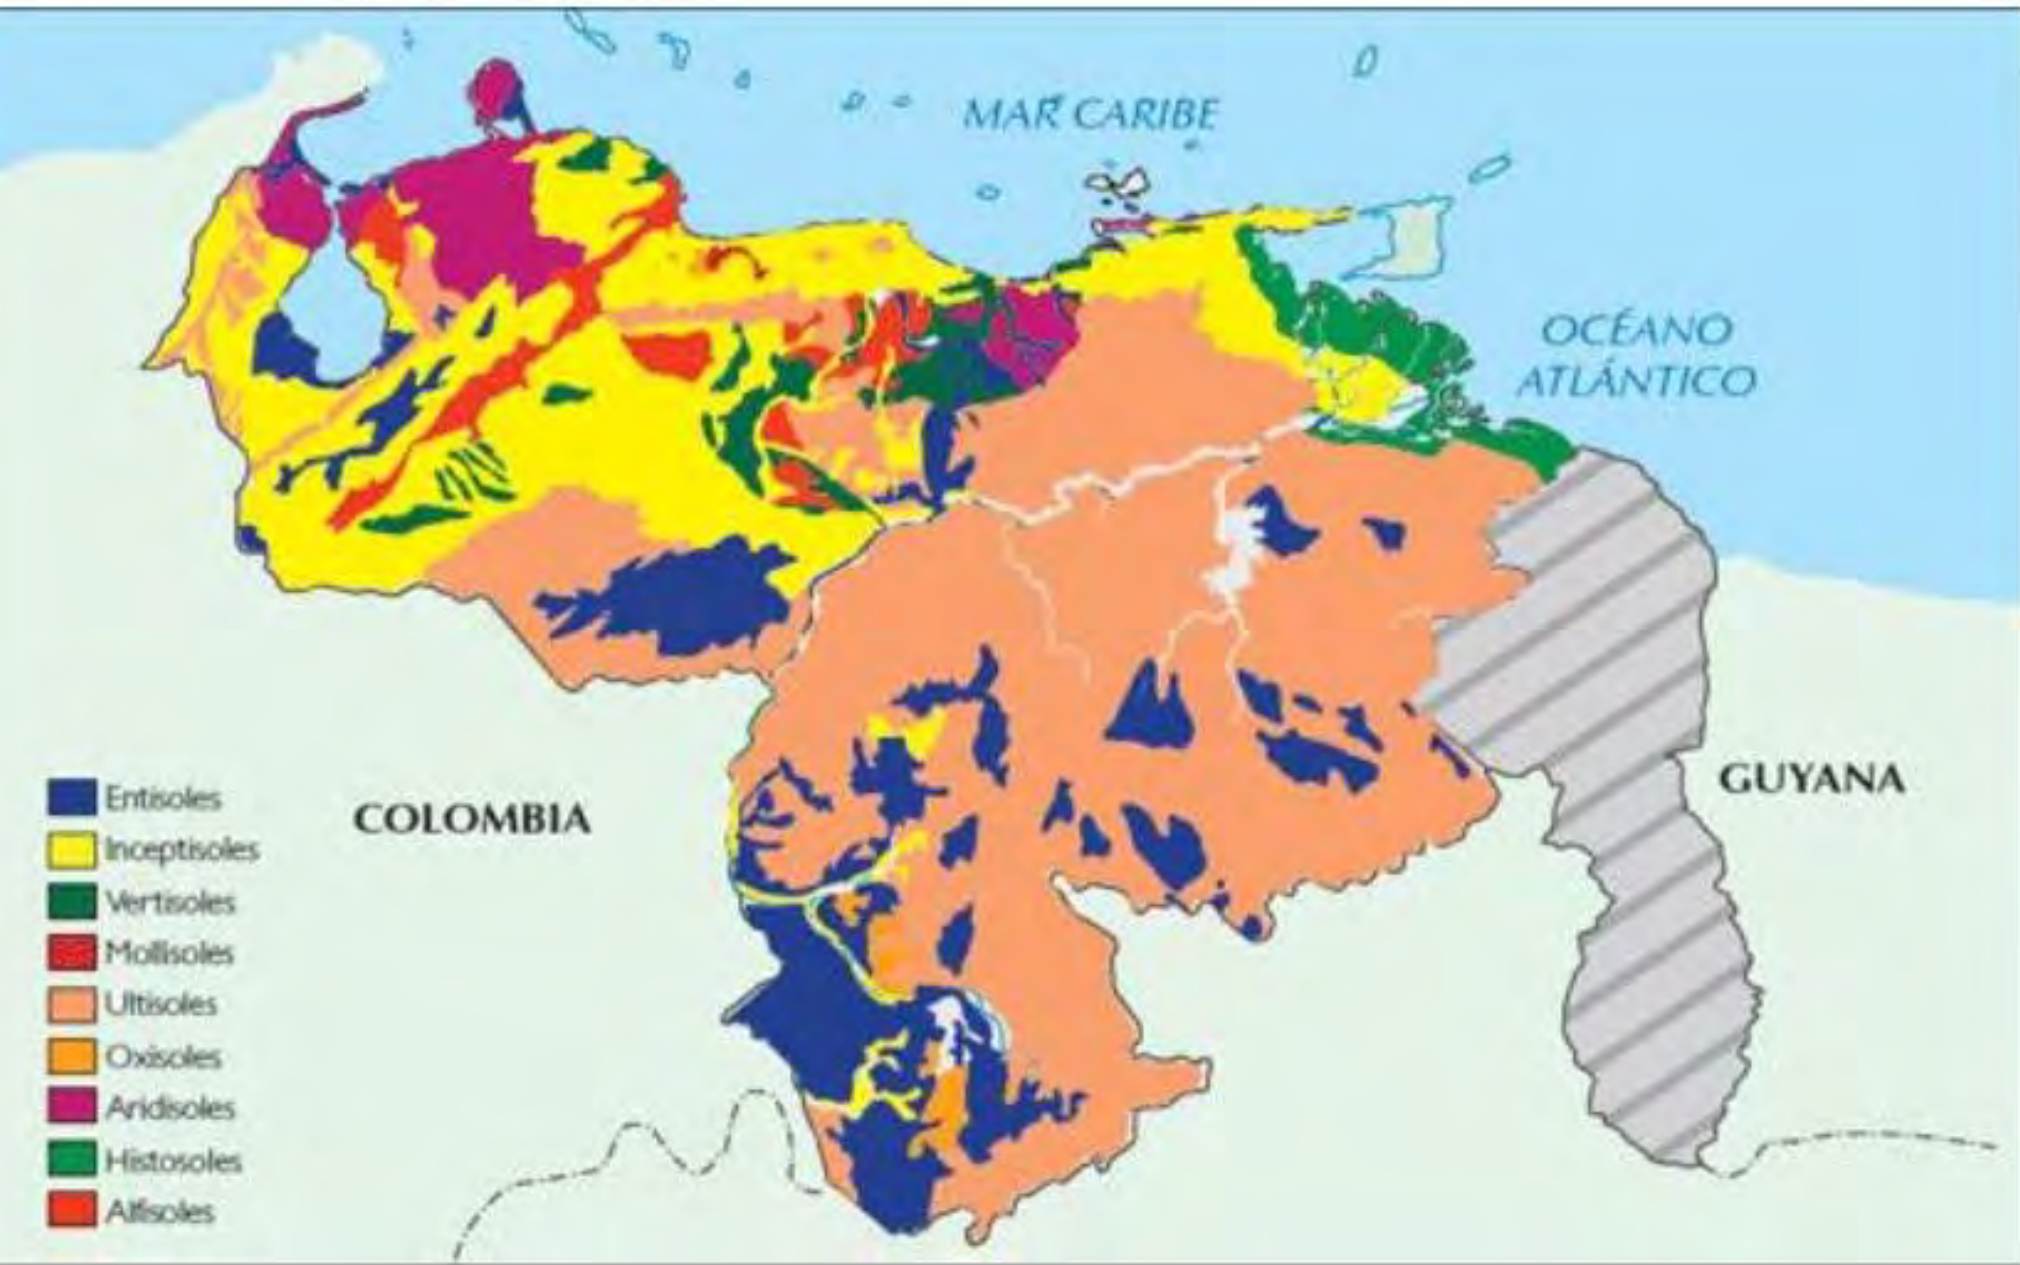 MAR CARIBE
OCÉANO
ATLÁNTICO
GUYANA
COLOMBIA
Entisoles
Inceptisoles
Vertisoles
Mollisoles
Ultisoles
Oxisoles
Aridisoles
Histosoles
Alfisoles